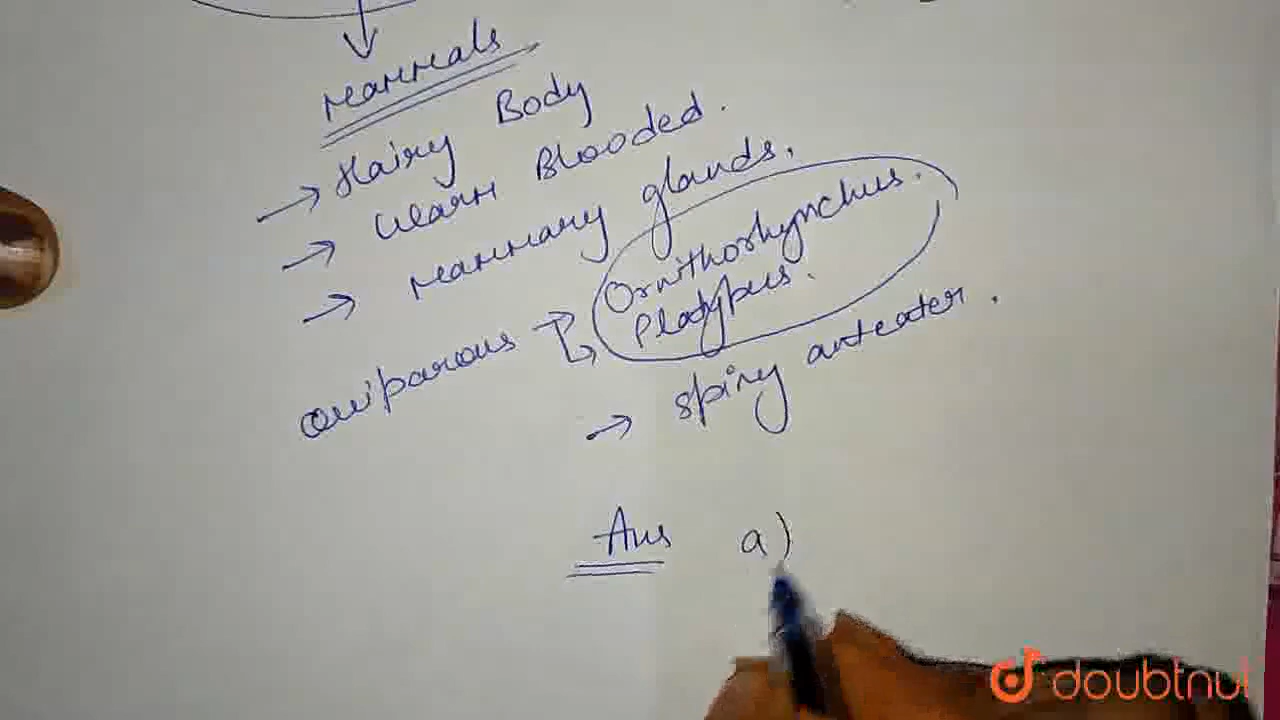 Mammals
→ Hairy Body
→ Warm Blooded.
→ Mammary glands.
Oviparous → Ornithorhynchus.
Platypus.
→ spiny anteater.
Ans a)
doubtnut